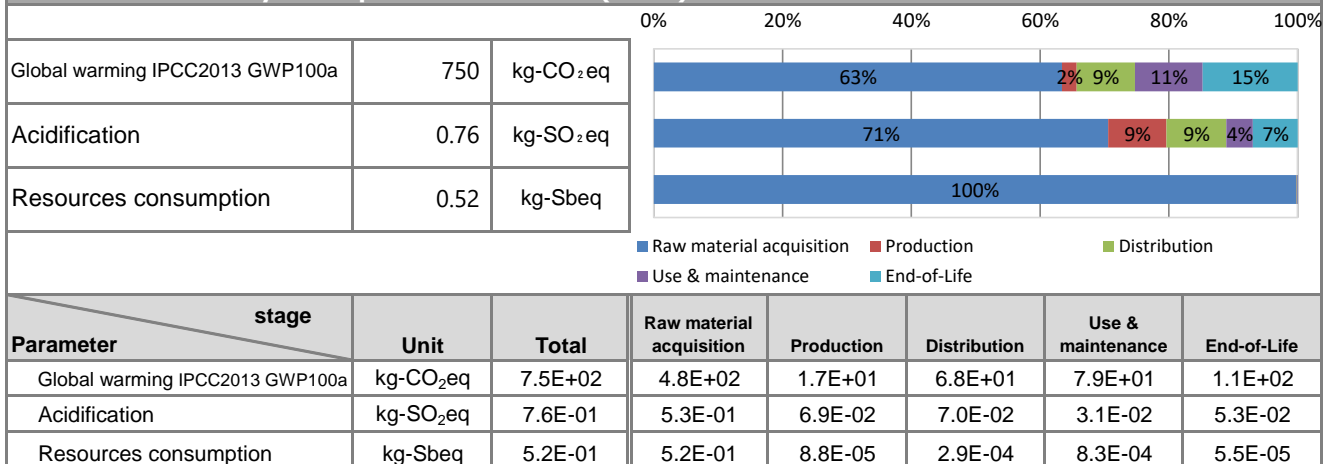 0% 20% 40% 60% 80% 100%
Global warming IPCC2013 GWP100a 750 kg-CO₂eq 63% 2% 9% 11% 15%
Acidification 0.76 kg-SO₂eq 71% 9% 9% 4% 7%
Resources consumption 0.52 kg-Sbeq 100%
Raw material acquisition Production Distribution
Use & maintenance End-of-Life
stage
Parameter Unit Total Raw material acquisition Production Distribution Use & maintenance End-of-Life
Global warming IPCC2013 GWP100a kg-CO₂eq 7.5E+02 4.8E+02 1.7E+01 6.8E+01 7.9E+01 1.1E+02
Acidification kg-SO₂eq 7.6E-01 5.3E-01 6.9E-02 7.0E-02 3.1E-02 5.3E-02
Resources consumption kg-Sbeq 5.2E-01 5.2E-01 8.8E-05 2.9E-04 8.3E-04 5.5E-05